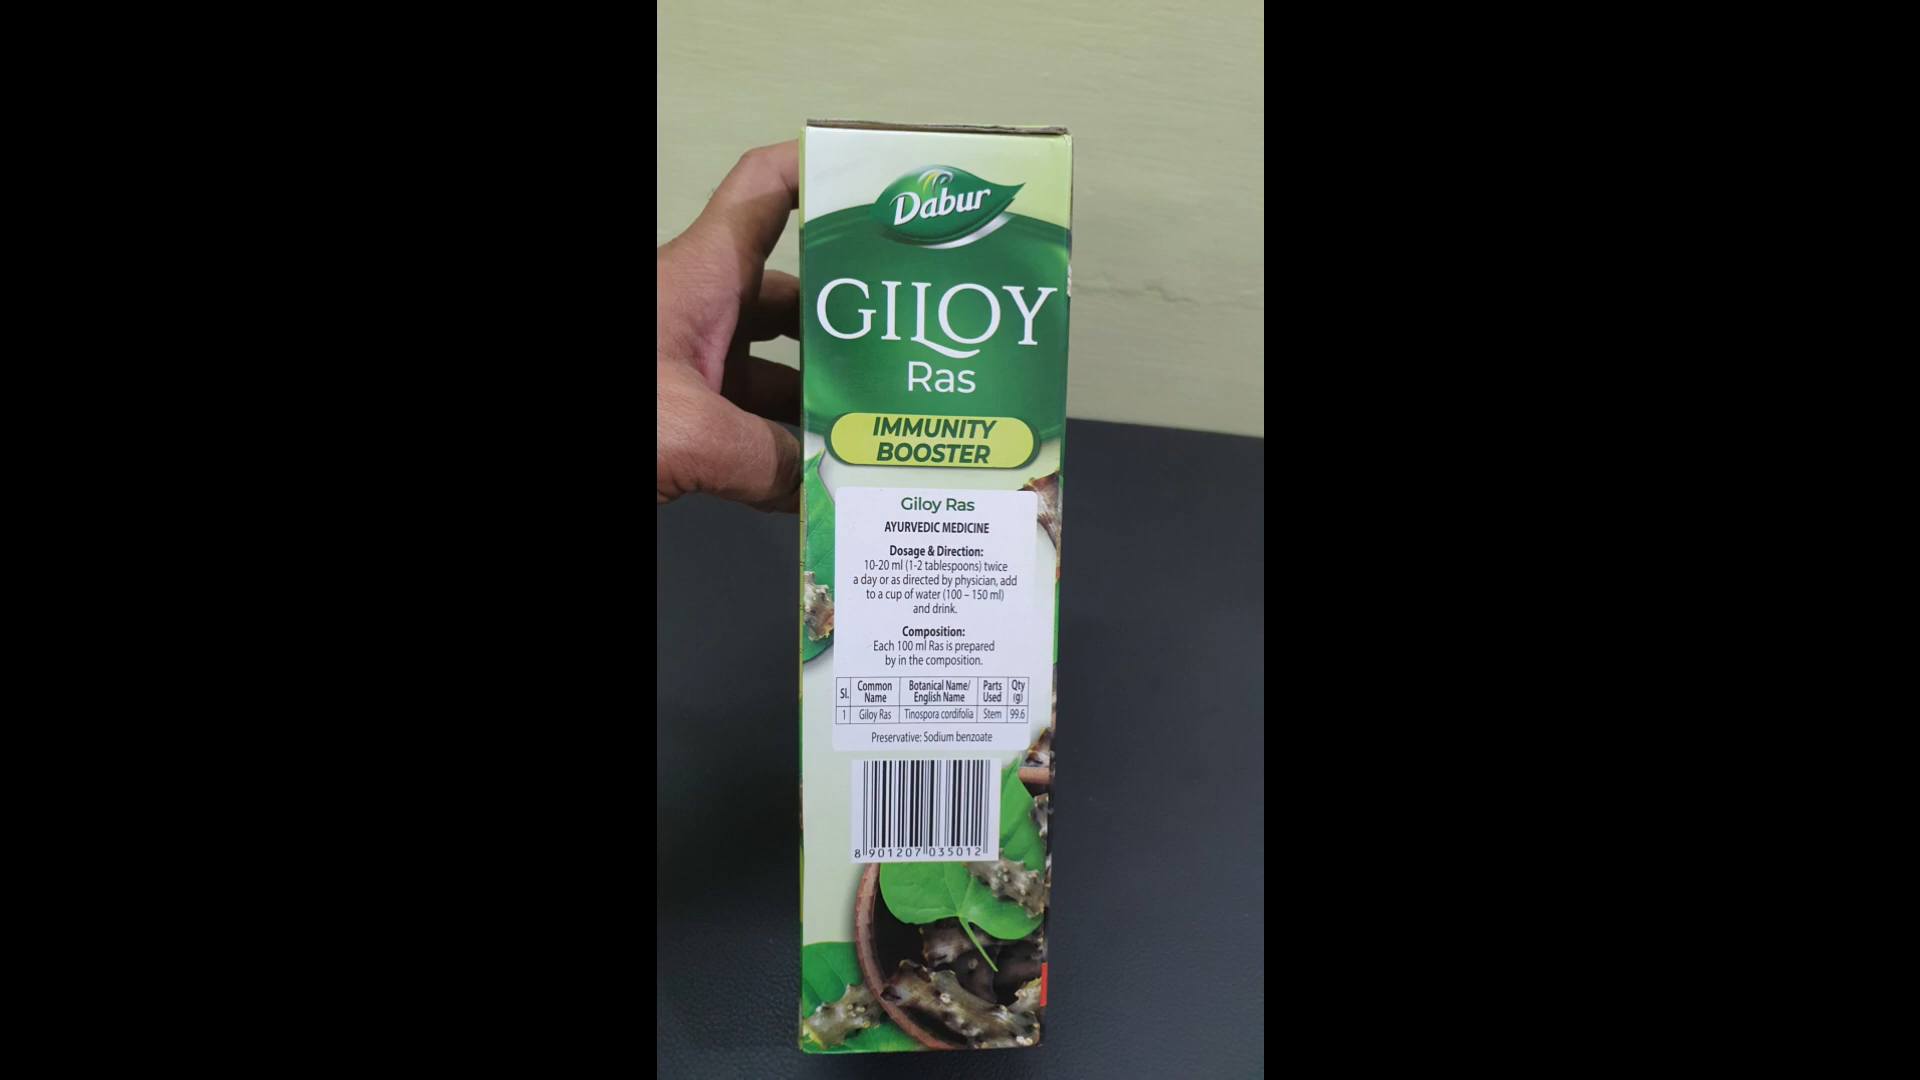 Dabur
GILOY
Ras
IMMUNITY
BOOSTER
Giloy Ras
AYURVEDIC MEDICINE
Dosage & Direction:
10-20 ml (1-2 tablespoons) twice
a day or as directed by physician, add
to a cup of water (100 – 150 ml)
and drink.
Composition:
Each 100 ml Ras is prepared
by in the composition.
Sl. Common Name Botanical Name/ English Name Parts Used Qty (g)
1 Giloy Ras Tinospora cordifolia Stem 99.6
Preservative: Sodium benzoate
8 901207 035012